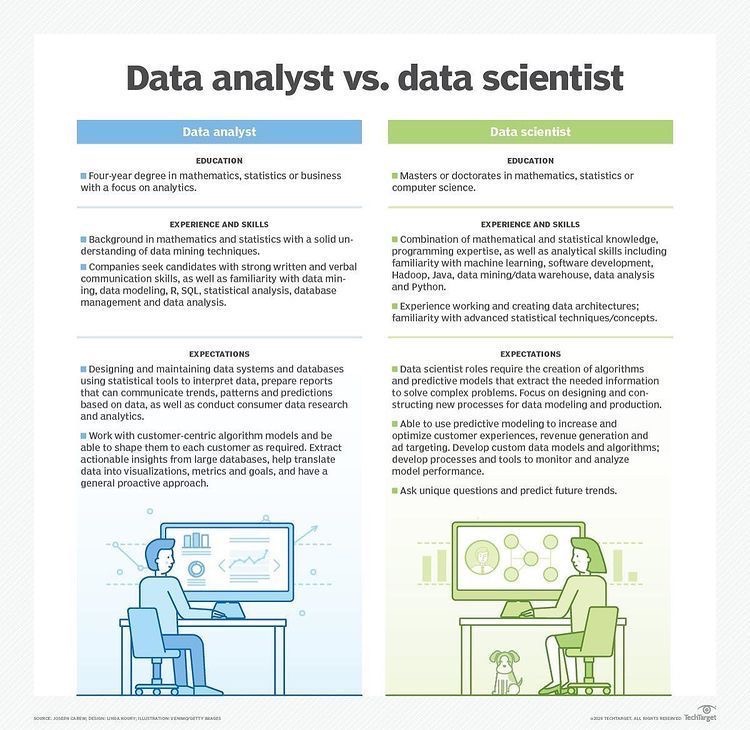 Data analyst vs. data scientist
Data analyst
EDUCATION
Four-year degree in mathematics, statistics or business
with a focus on analytics.
EXPERIENCE AND SKILLS
Background in mathematics and statistics with a solid un-
derstanding of data mining techniques.
Companies seek candidates with strong written and verbal
communication skills, as well as familiarity with data min-
ing, data modeling, R, SQL, statistical analysis, database
management and data analysis.
EXPECTATIONS
Designing and maintaining data systems and databases
using statistical tools to interpret data, prepare reports
that can communicate trends, patterns and predictions
based on data, as well as conduct consumer data research
and analytics.
Work with customer-centric algorithm models and be
able to shape them to each customer as required. Extract
actionable insights from large databases, help translate
data into visualizations, metrics and goals, and have a
general proactive approach.
Data scientist
EDUCATION
Masters or doctorates in mathematics, statistics or
computer science.
EXPERIENCE AND SKILLS
Combination of mathematical and statistical knowledge,
programming expertise, as well as analytical skills including
familiarity with machine learning, software development,
Hadoop, Java, data mining/data warehouse, data analysis
and Python.
Experience working and creating data architectures;
familiarity with advanced statistical techniques/concepts.
EXPECTATIONS
Data scientist roles require the creation of algorithms
and predictive models that extract the needed information
to solve complex problems. Focus on designing and con-
structing new processes for data modeling and production.
Able to use predictive modeling to increase and
optimize customer experiences, revenue generation and
ad targeting. Develop custom data models and algorithms;
develop processes and tools to monitor and analyze
model performance.
Ask unique questions and predict future trends.
SOURCE: JOSEPH CAREW; DESIGN: LINDA KOURY; ILLUSTRATION: /GETTY IMAGES
©2020 TECHTARGET. ALL RIGHTS RESERVED
TechTarget